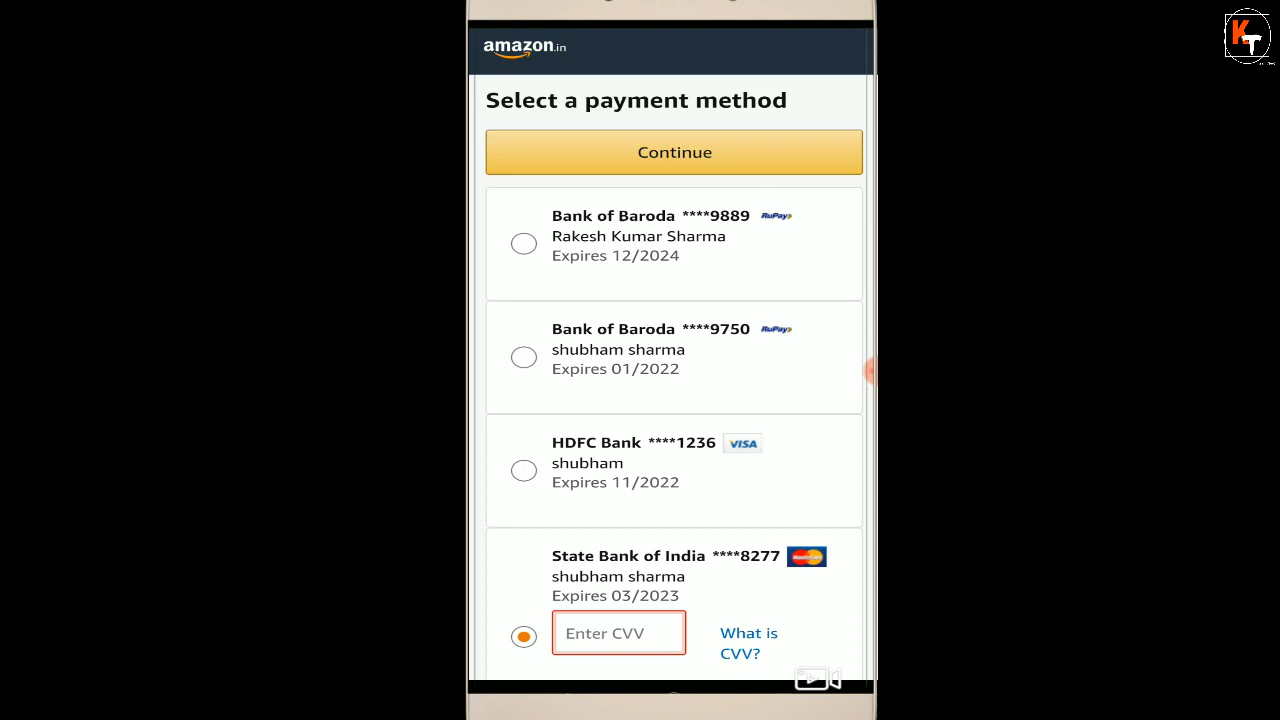 KT
amazon.in
Select a payment method
Continue
Bank of Baroda ****9889 RuPay
Rakesh Kumar Sharma
Expires 12/2024
Bank of Baroda ****9750 RuPay
shubham sharma
Expires 01/2022
HDFC Bank ****1236 VISA
shubham
Expires 11/2022
State Bank of India ****8277 MasterCard
shubham sharma
Expires 03/2023
Enter CVV
What is
CVV?